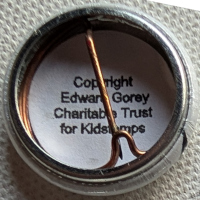 Copyright
Edward Gorey
Charitable Trust
for Kidstamps